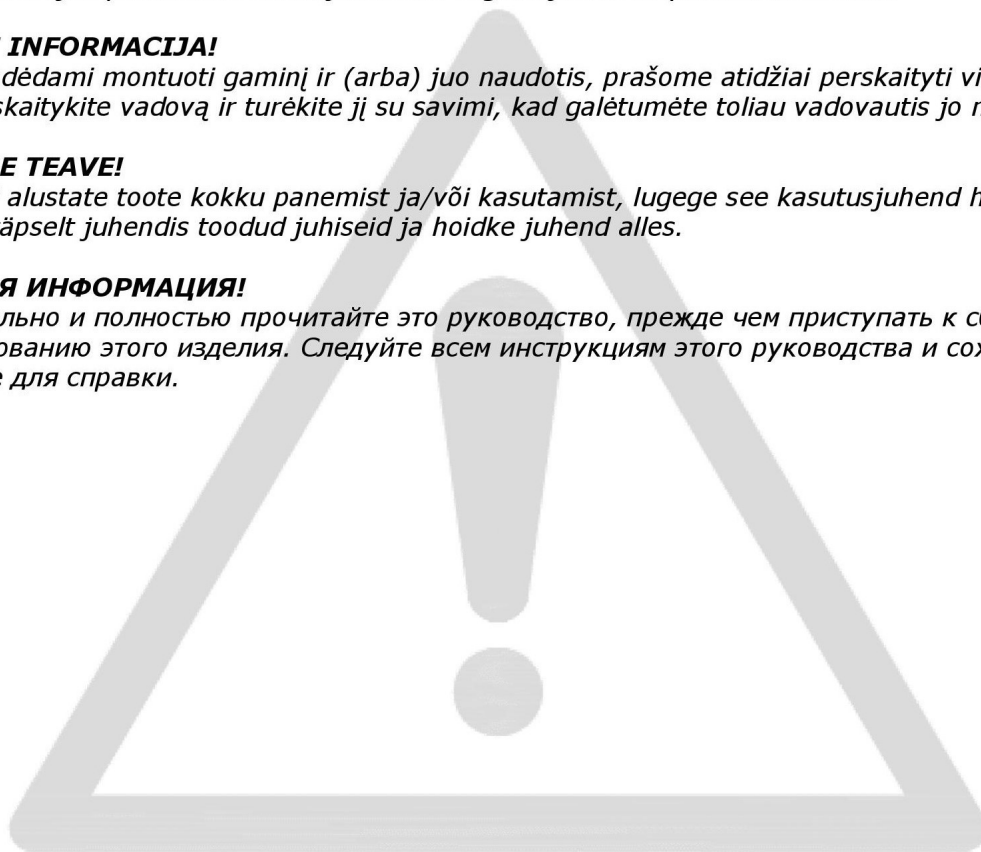 INFORMACIJA!
dėdami montuoti gaminį ir (arba) juo naudotis, prašome atidžiai perskaityti vi
skaitykite vadovą ir turėkite jį su savimi, kad galėtumėte toliau vadovautis jo n
E TEAVE!
alustate toote kokku panemist ja/või kasutamist, lugege see kasutusjuhend h
äpselt juhendis toodud juhiseid ja hoidke juhend alles.
Я ИНФОРМАЦИЯ!
льно и полностью прочитайте это руководство, прежде чем приступать к с
ованию этого изделия. Следуйте всем инструкциям этого руководства и сох
е для справки.